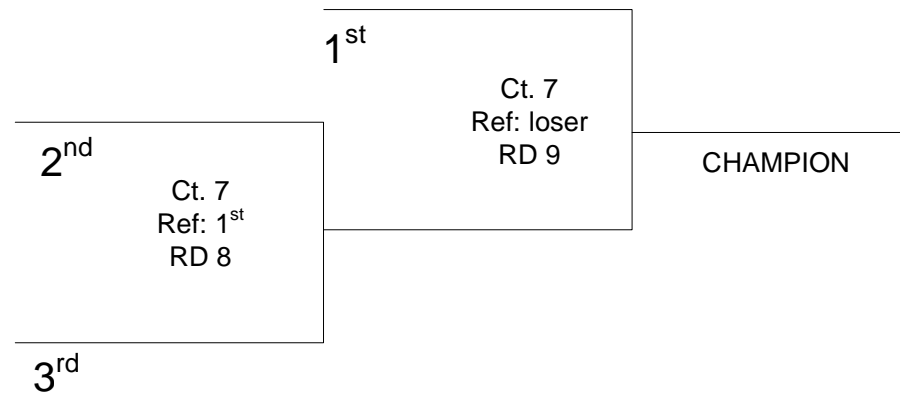 1st
Ct. 7
Ref: loser
RD 9
CHAMPION
2nd
Ct. 7
Ref: 1st
RD 8
3rd